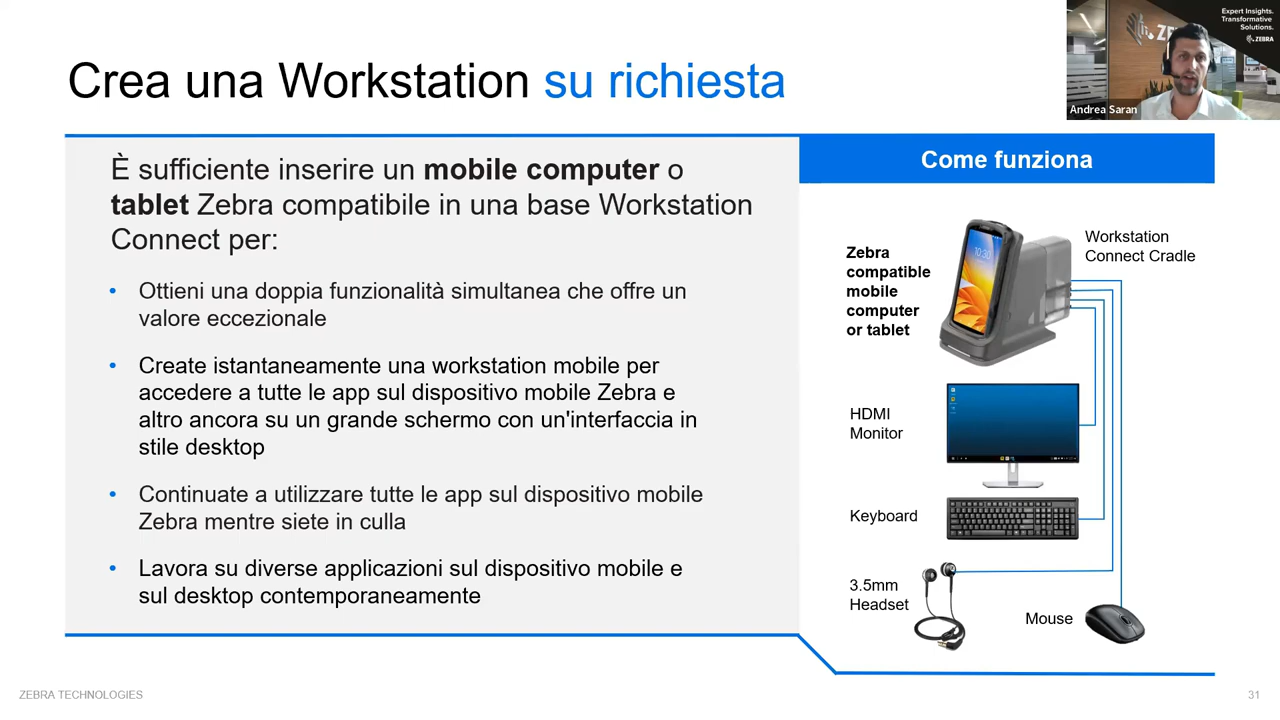 Crea una Workstation su richiesta
Expert Insights.
Transformative
Solutions.
ZEBRA
Andrea Saran
È sufficiente inserire un mobile computer o
tablet Zebra compatibile in una base Workstation
Connect per:
• Ottieni una doppia funzionalità simultanea che offre un
valore eccezionale
• Create istantaneamente una workstation mobile per
accedere a tutte le app sul dispositivo mobile Zebra e
altro ancora su un grande schermo con un'interfaccia in
stile desktop
• Continuate a utilizzare tutte le app sul dispositivo mobile
Zebra mentre siete in culla
• Lavora su diverse applicazioni sul dispositivo mobile e
sul desktop contemporaneamente
Come funziona
Zebra
compatible
mobile
computer
or tablet
10:30
Workstation
Connect Cradle
HDMI
Monitor
Keyboard
3.5mm
Headset
Mouse
ZEBRA TECHNOLOGIES
31